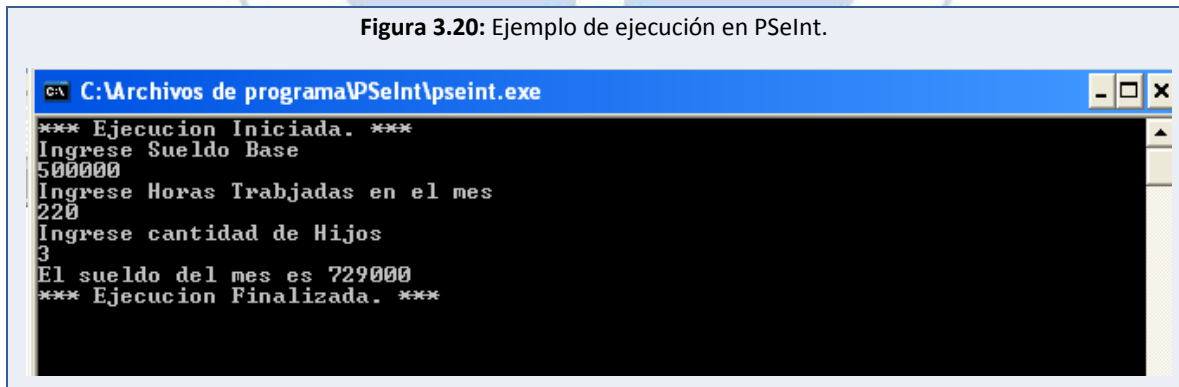 Figura 3.20: Ejemplo de ejecución en PSeInt.
C:\Archivos de programa\PSeInt\pseint.exe
*** Ejecucion Iniciada. ***
Ingrese Sueldo Base
500000
Ingrese Horas Trabjadas en el mes
220
Ingrese cantidad de Hijos
3
El sueldo del mes es 729000
*** Ejecucion Finalizada. ***